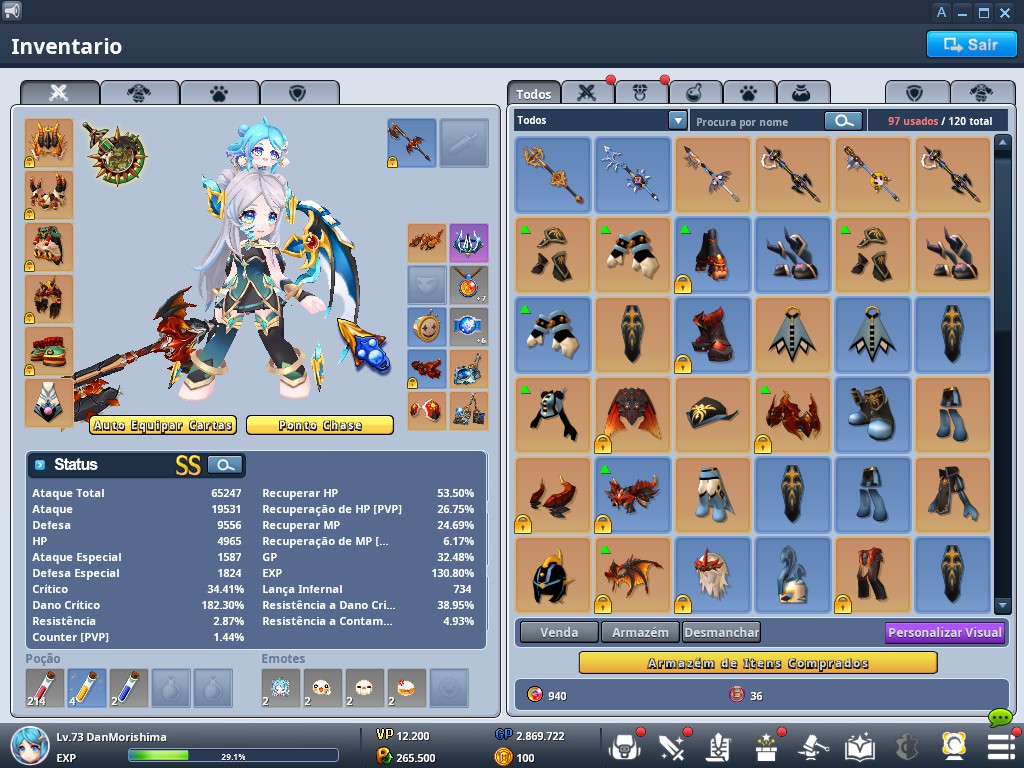 A
Inventario
Sair
Todos
Todos
Procura por nome
97 usados / 120 total
+7
+6
Auto Equipar Cartas
Ponto Chase
Status
SS
Ataque Total 65247
Ataque 19531
Defesa 9556
HP 4965
Ataque Especial 1587
Defesa Especial 1824
Crítico 34.41%
Dano Crítico 182.30%
Resistência 2.87%
Counter [PVP] 1.44%
Recuperar HP 53.50%
Recuperação de HP [PVP] 26.75%
Recuperar MP 24.69%
Recuperação de MP [... 6.17%
GP 32.48%
EXP 130.80%
Lança Infernal 734
Resistência a Dano Crí... 38.95%
Resistência a Contam... 4.93%
Poção
214
4
2
Emotes
2
2
2
2
Venda
Armazém
Desmanchar
Personalizar Visual
Armazém de Itens Comprados
940
36
Lv.73 DanMorishima
EXP
29.1%
VP 12.200
265.500
GP 2.869.722
100